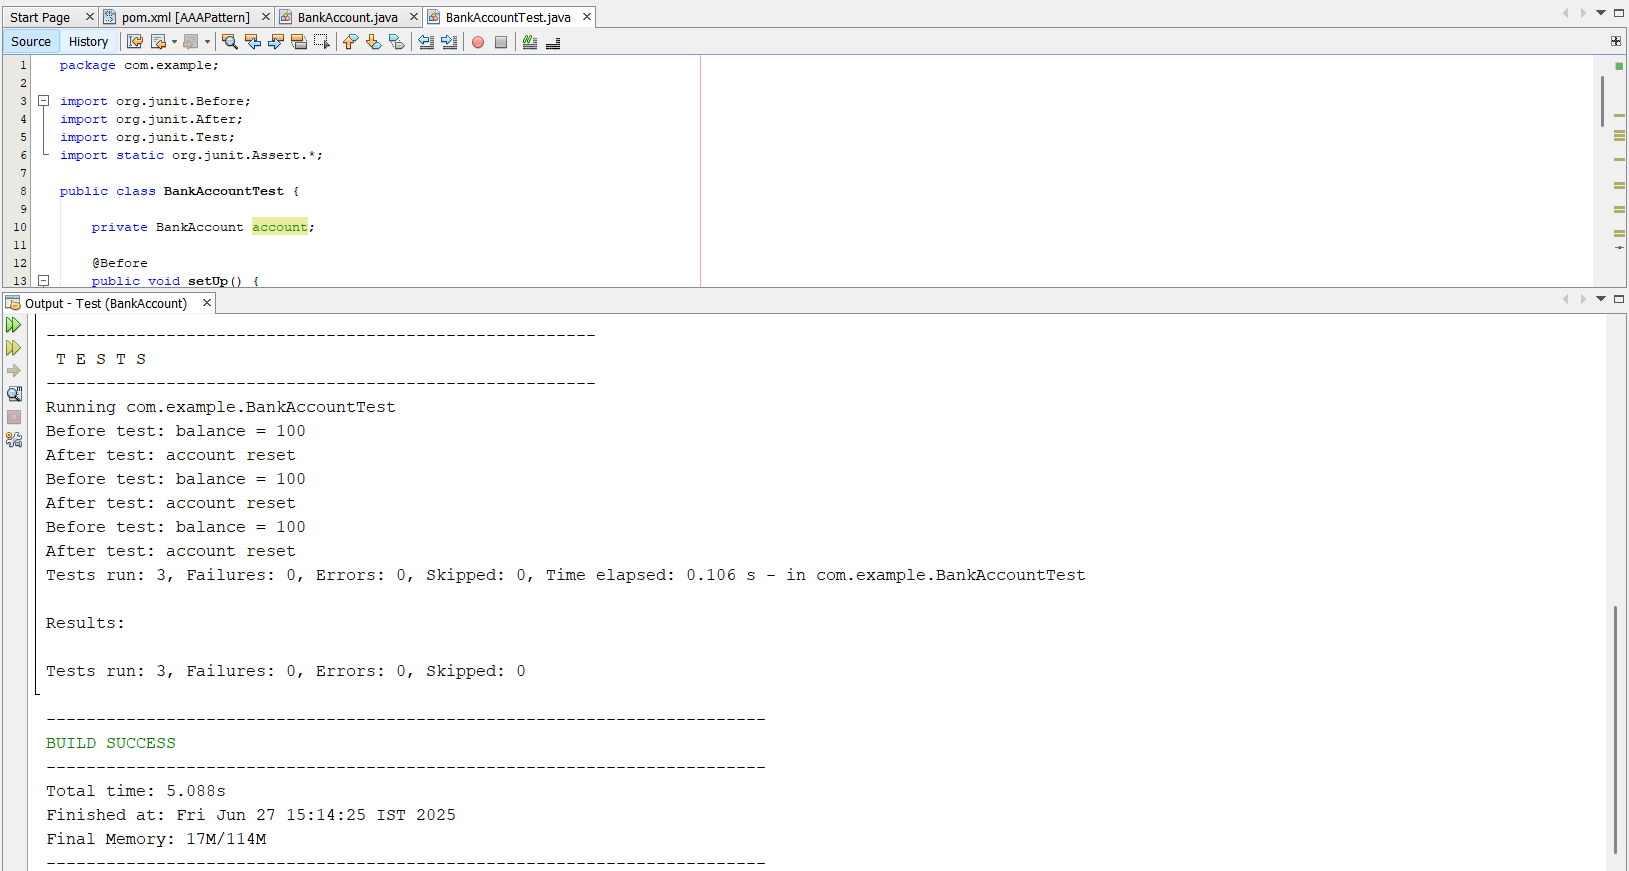 Start Page pom.xml [AAAPattern] BankAccount.java BankAccountTest.java
Source History
1 package com.example;
2
3 import org.junit.Before;
4 import org.junit.After;
5 import org.junit.Test;
6 import static org.junit.Assert.*;
7
8 public class BankAccountTest {
9
10 private BankAccount account;
11
12 @Before
13 public void setUp() {
Output - Test (BankAccount)
-------------------------------------------------------
T E S T S
-------------------------------------------------------
Running com.example.BankAccountTest
Before test: balance = 100
After test: account reset
Before test: balance = 100
After test: account reset
Before test: balance = 100
After test: account reset
Tests run: 3, Failures: 0, Errors: 0, Skipped: 0, Time elapsed: 0.106 s - in com.example.BankAccountTest
Results:
Tests run: 3, Failures: 0, Errors: 0, Skipped: 0
------------------------------------------------------------------------
BUILD SUCCESS
------------------------------------------------------------------------
Total time: 5.088s
Finished at: Fri Jun 27 15:14:25 IST 2025
Final Memory: 17M/114M
------------------------------------------------------------------------